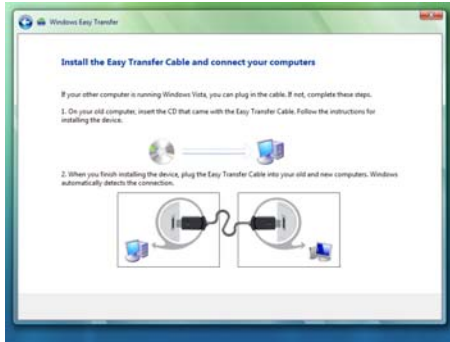 Windows Easy Transfer
Install the Easy Transfer Cable and connect your computers
If your other computer is running Windows Vista, you can plug in the cable. If not, complete these steps.
1. On your old computer, insert the CD that came with the Easy Transfer Cable. Follow the instructions for
installing the device.
2. When you finish installing the device, plug the Easy Transfer Cable into your old and new computers. Windows
automatically detects the connection.